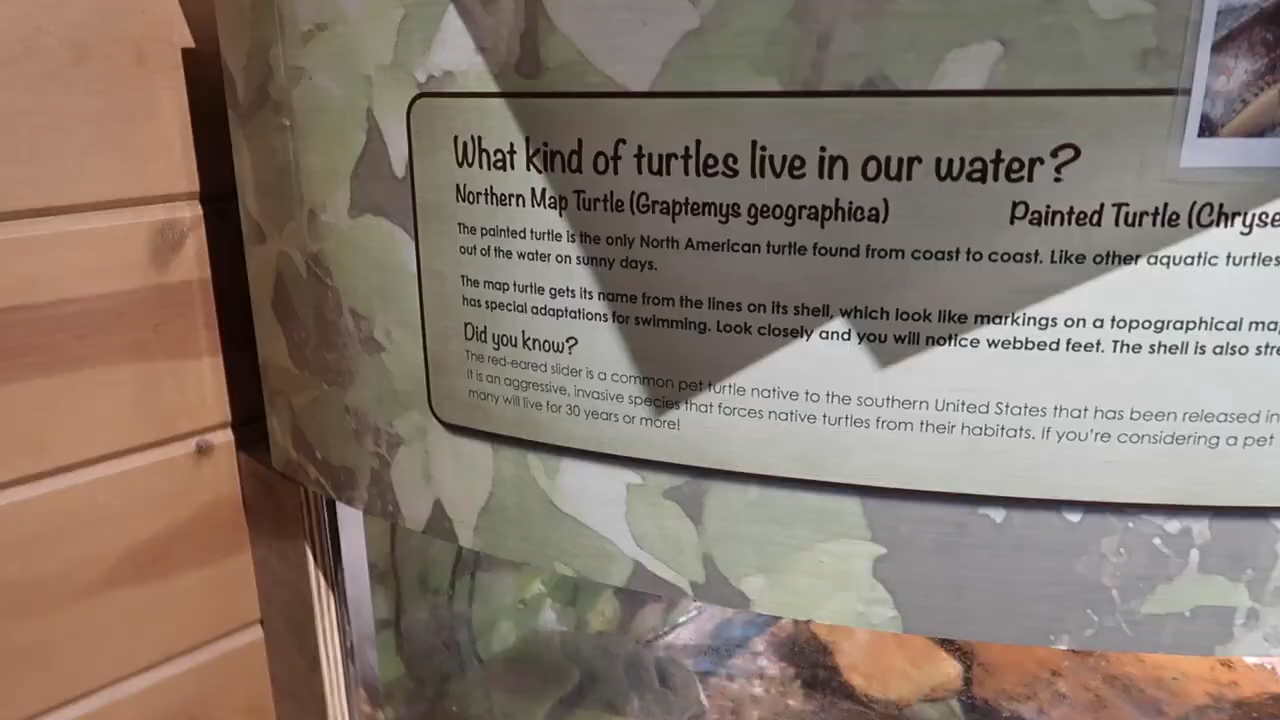 What kind of turtles live in our water?
Northern Map Turtle (Graptemys geographica) Painted Turtle (Chryse
The painted turtle is the only North American turtle found from coast to coast. Like other aquatic turtles
out of the water on sunny days.
The map turtle gets its name from the lines on its shell, which look like markings on a topographical ma
has special adaptations for swimming. Look closely and you will notice webbed feet. The shell is also stre
Did you know?
The red-eared slider is a common pet turtle native to the southern United States that has been released in
It is an aggressive, invasive species that forces native turtles from their habitats. If you're considering a pet
many will live for 30 years or more!